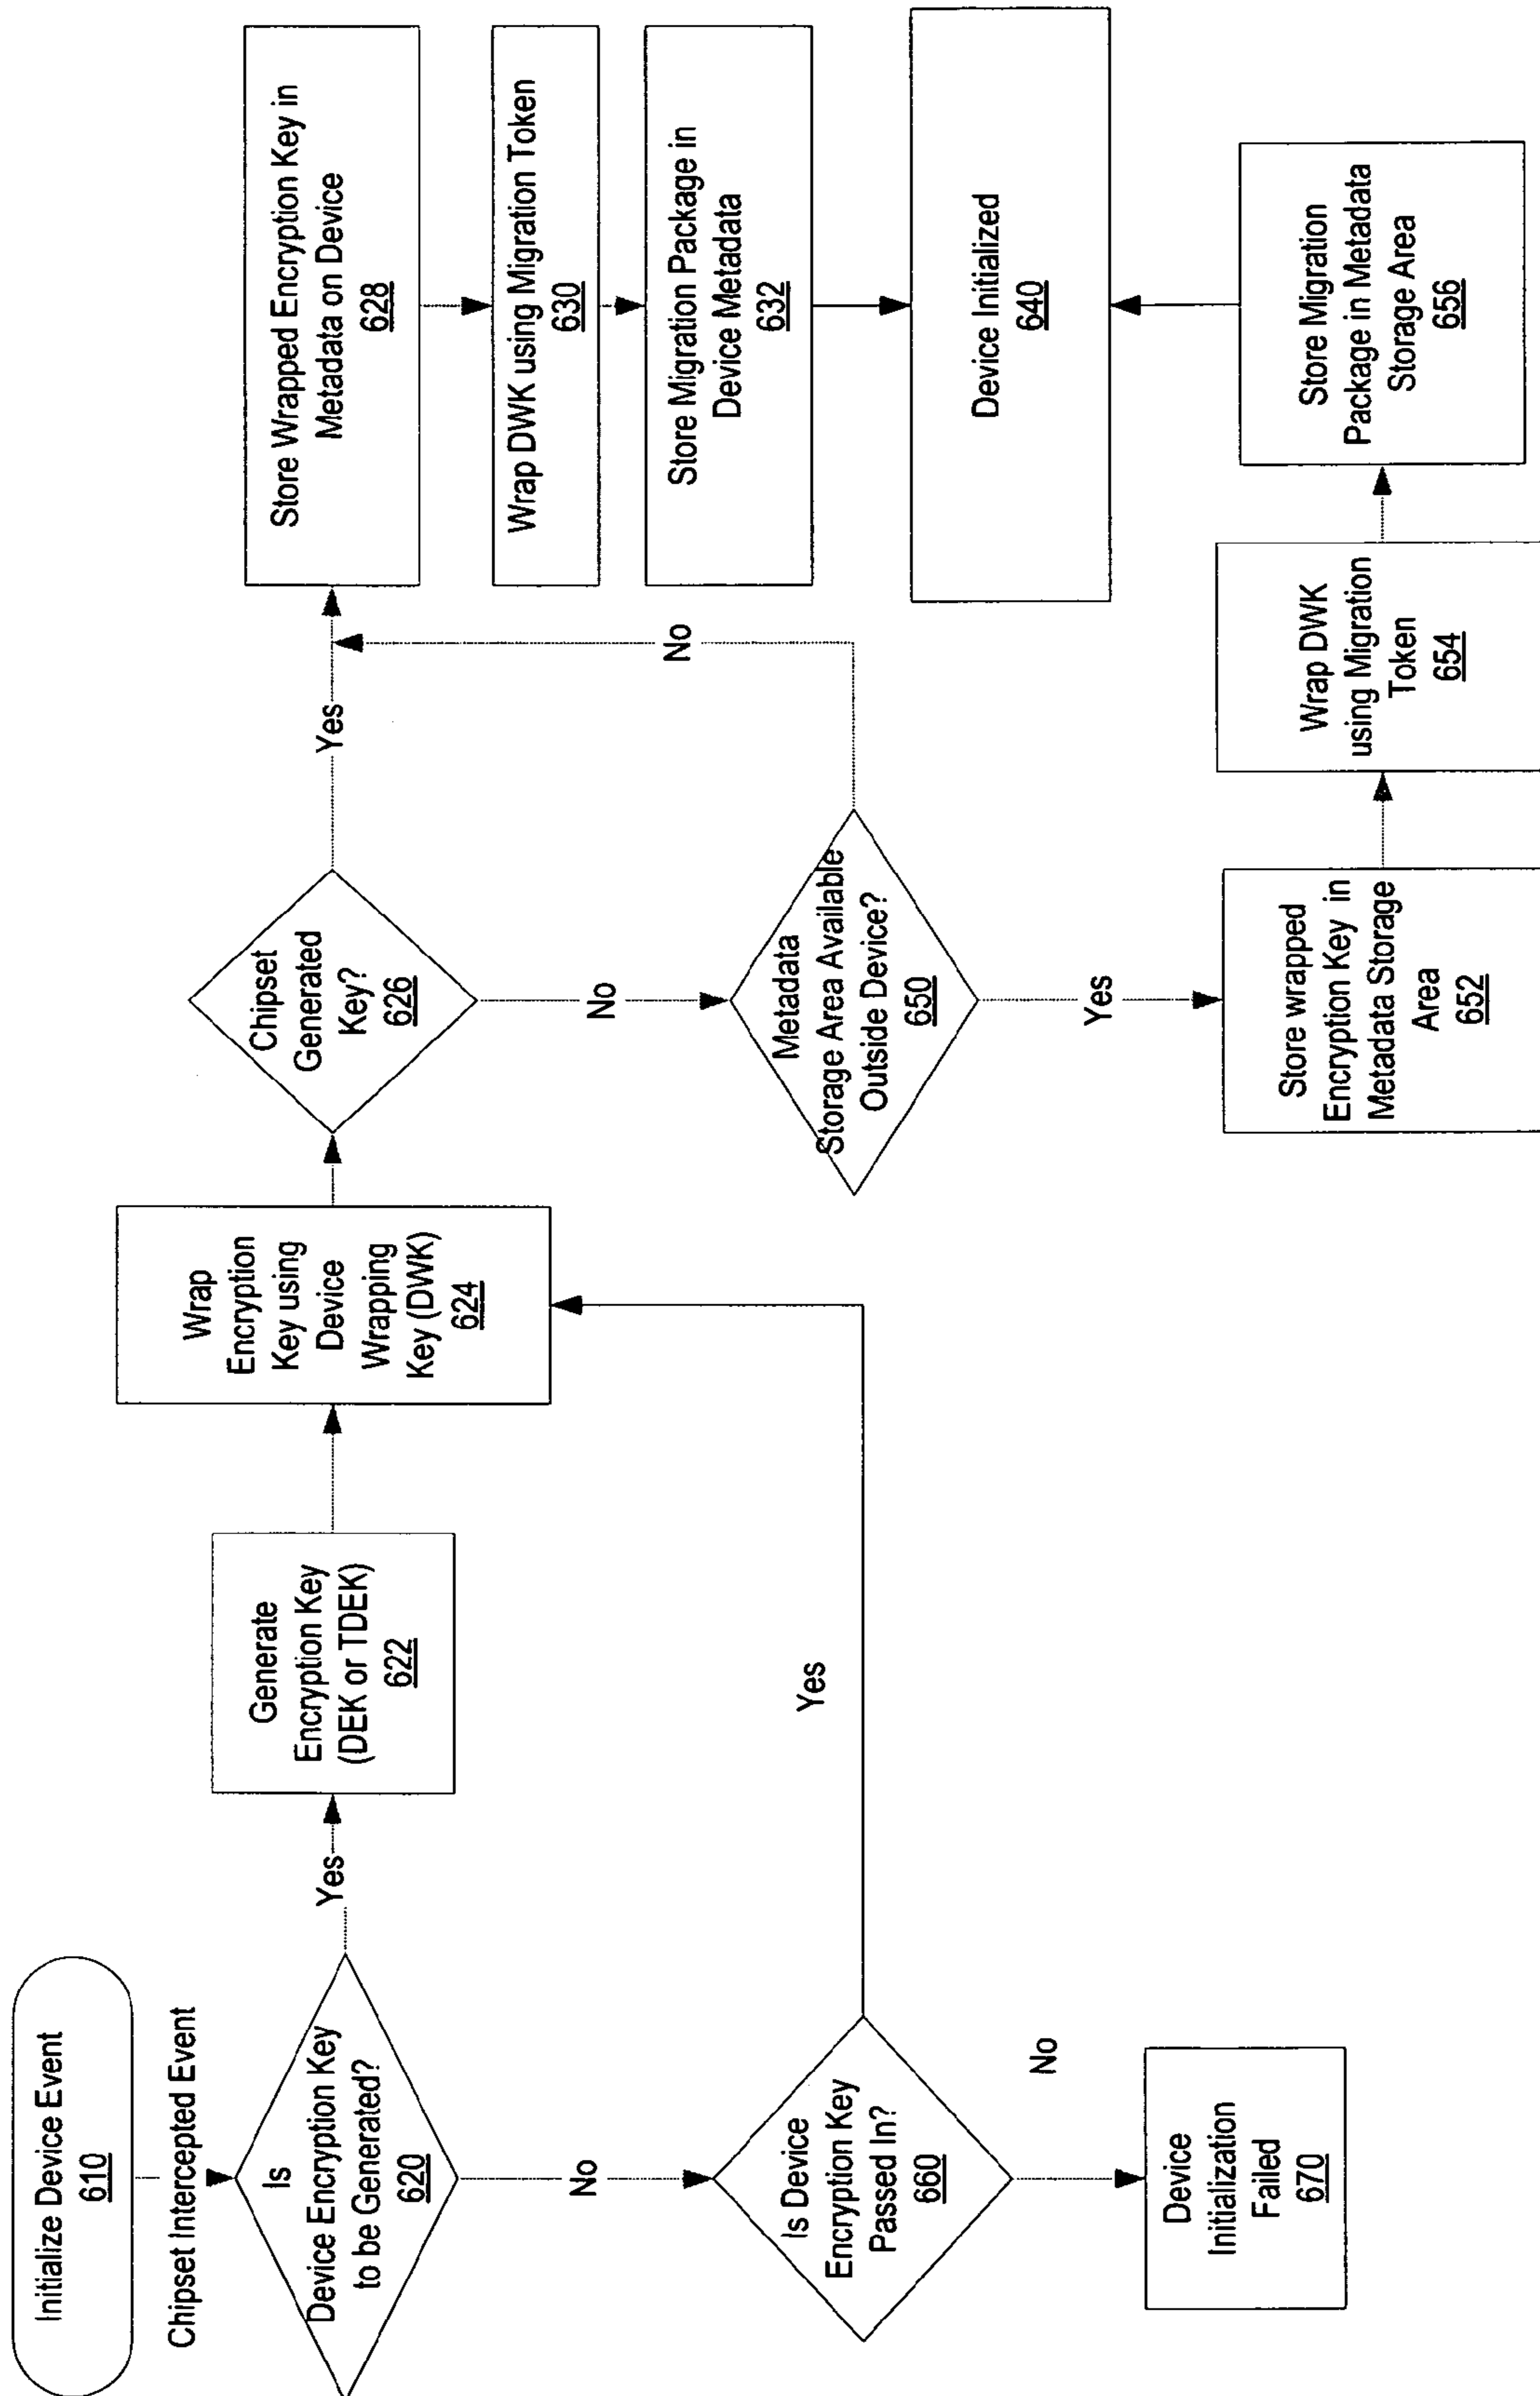 Initialize Device Event
610
Chipset Intercepted Event
Is
Device Encryption Key
to be Generated?
620
Yes
Generate
Encryption Key
(DEK or TDEK)
622
Wrap
Encryption
Key using
Device
Wrapping
Key (DWK)
624
Chipset
Generated
Key?
626
Yes
Store Wrapped Encryption Key in
Metadata on Device
628
Wrap DWK using Migration Token
630
Store Migration Package in
Device Metadata
632
Device Initialized
640
No
Metadata
Storage Area Available
Outside Device?
650
No
Yes
Store wrapped
Encryption Key in
Metadata Storage
Area
652
Wrap DWK
using Migration
Token
654
Store Migration
Package in Metadata
Storage Area
656
No
Is Device
Encryption Key
Passed In?
660
Yes
No
Device
Initialization
Failed
670